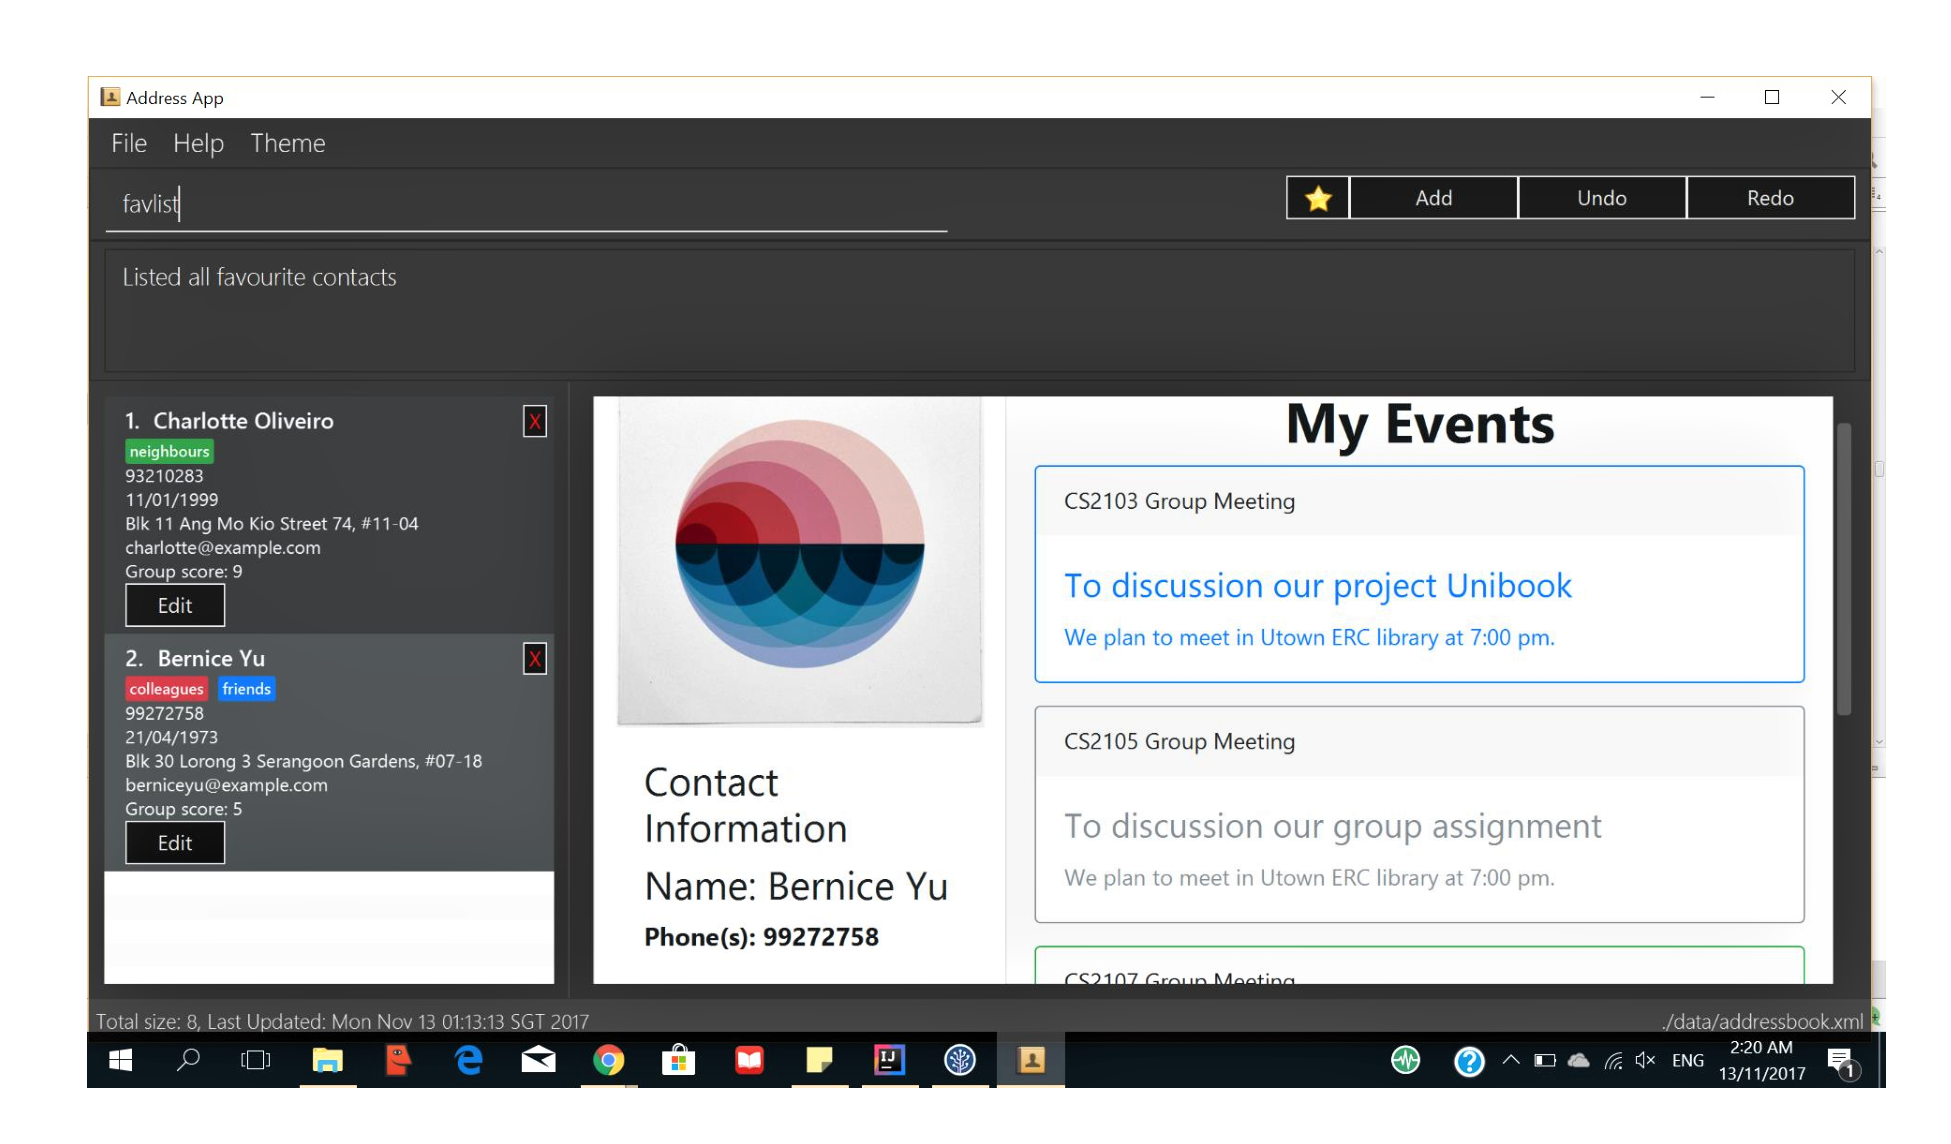 Address App
File Help Theme
favlist
Add Undo Redo
Listed all favourite contacts
1. Charlotte Oliveiro
X
neighbours
93210283
11/01/1999
Blk 11 Ang Mo Kio Street 74, #11-04
charlotte@example.com
Group score: 9
Edit
2. Bernice Yu
X
colleagues friends
99272758
21/04/1973
Blk 30 Lorong 3 Serangoon Gardens, #07-18
berniceyu@example.com
Group score: 5
Edit
Contact
Information
Name: Bernice Yu
Phone(s): 99272758
My Events
CS2103 Group Meeting
To discussion our project Unibook
We plan to meet in Utown ERC library at 7:00 pm.
CS2105 Group Meeting
To discussion our group assignment
We plan to meet in Utown ERC library at 7:00 pm.
CS2107 Group Meeting
Total size: 8, Last Updated: Mon Nov 13 01:13:13 SGT 2017
./data/addressbook.xml
IJ
ENG
2:20 AM
13/11/2017
1